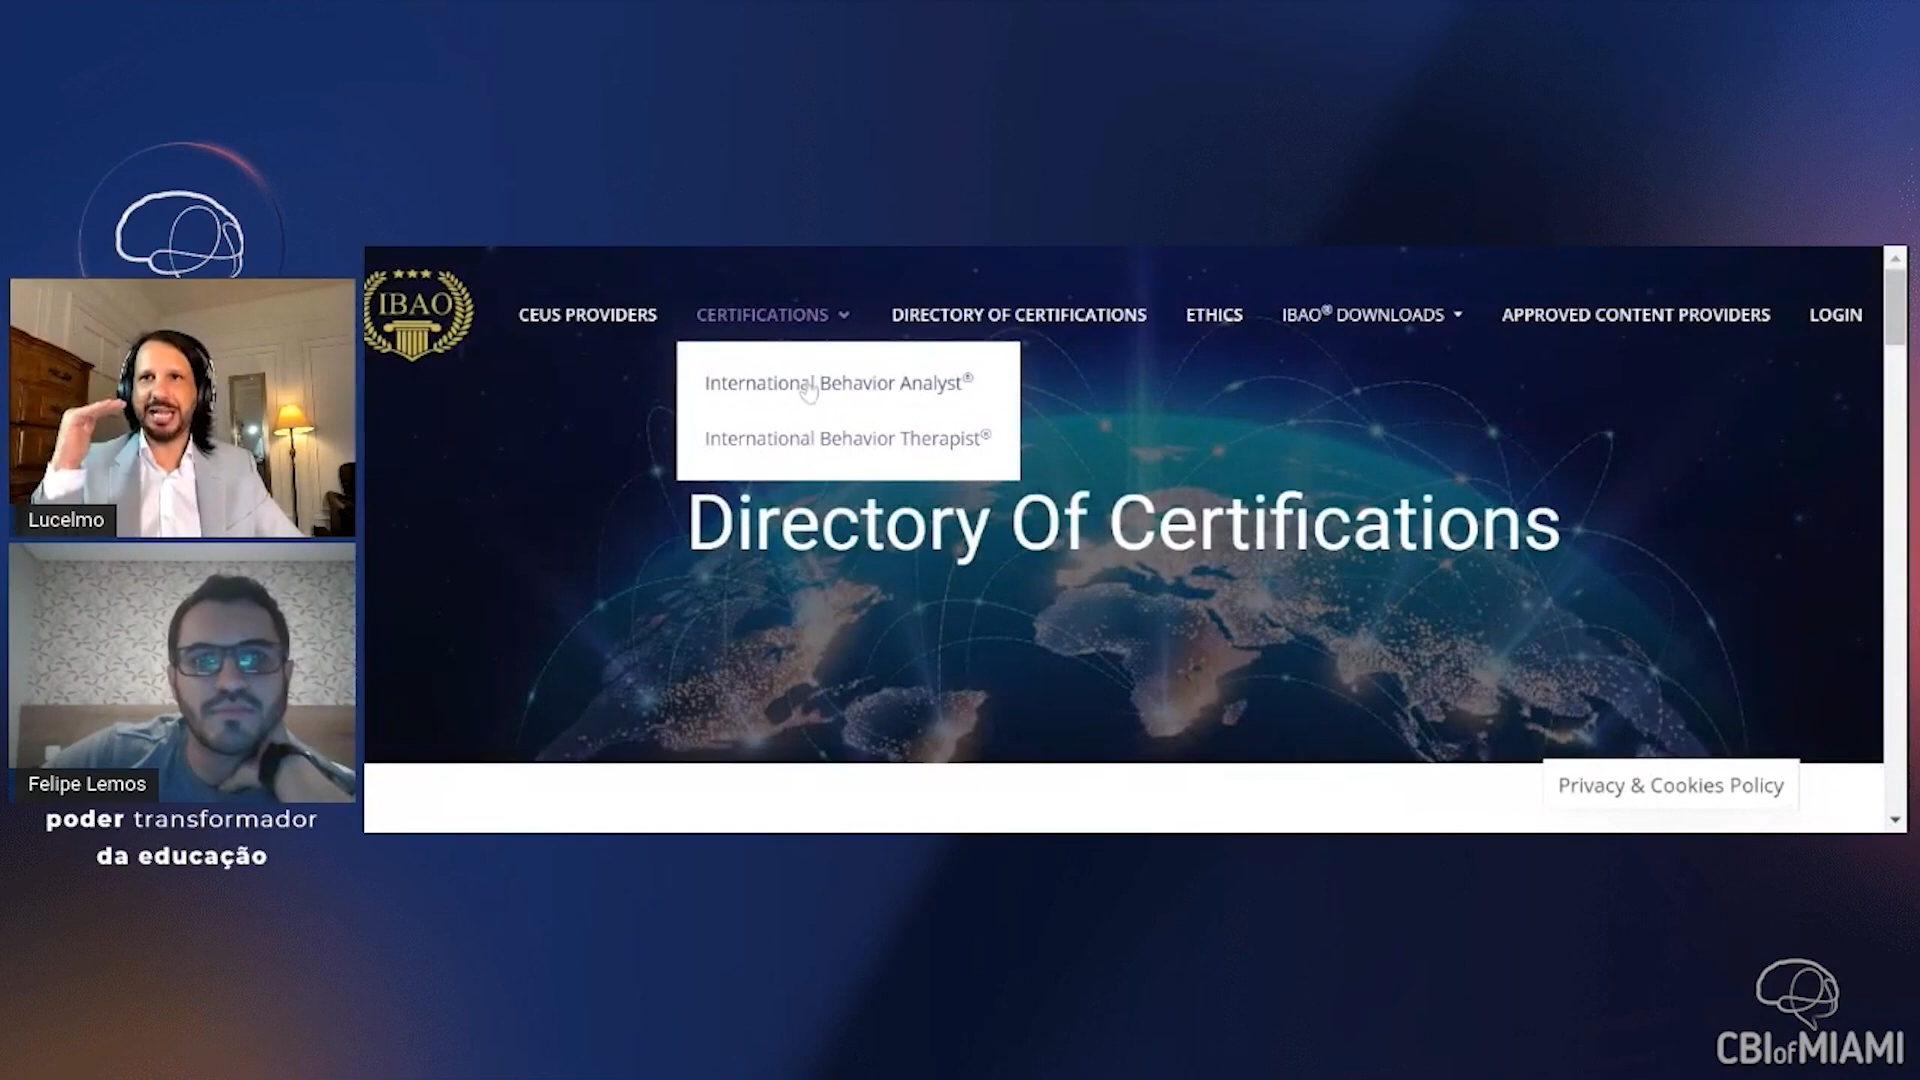 IBAO
CEUS PROVIDERS
CERTIFICATIONS
DIRECTORY OF CERTIFICATIONS
ETHICS
IBAO® DOWNLOADS
APPROVED CONTENT PROVIDERS
LOGIN
International Behavior Analyst®
International Behavior Therapist®
Directory Of Certifications
Privacy & Cookies Policy
Lucelmo
Felipe Lemos
poder transformador
da educação
CBIofMIAMI